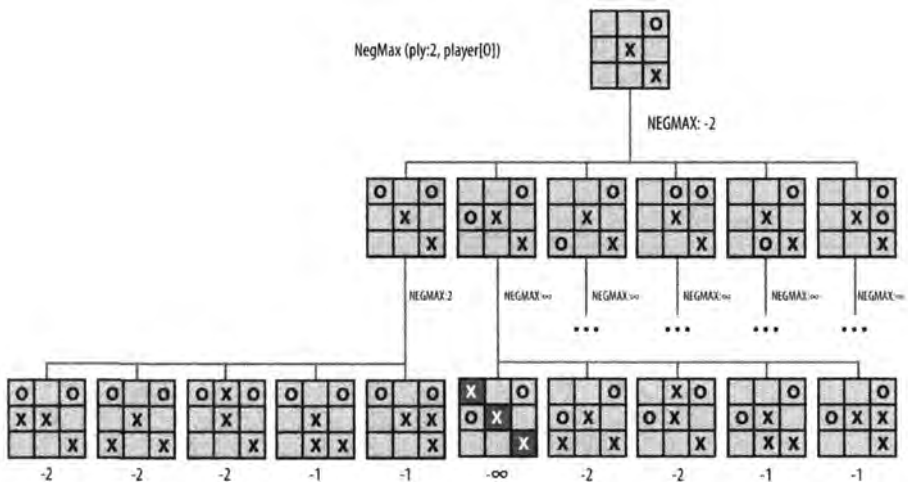 O
NegMax (ply:2, player[O])
X
X
NEGMAX: -2
O O O O O O O O
X O X X X X X O
X X O X X O X X
NEGMAX:2 NEGMAX:∞ NEGMAX:∞ NEGMAX:∞ NEGMAX:∞ NEGMAX:∞
... ... ... ...
O O O O O X O O O O O X O O X O O O
X X X X X X X O X O X O X O X O X X
X X X X X X X X X X X X X
-2 -2 -2 -1 -1 -∞ -2 -2 -1 -1